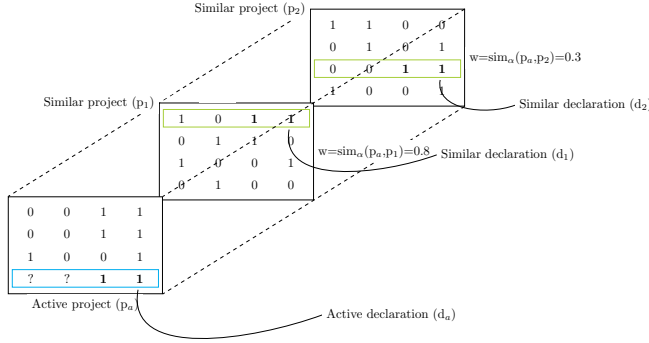 Similar project (p₂)
1 1 0 0
0 1 0 1
0 0 1 1
1 0 0 1
w=simα(pₐ,p₂)=0.3
Similar declaration (d₂)
Similar project (p₁)
1 0 1 1
0 1 1 0
1 0 0 1
0 1 0 0
w=simα(pₐ,p₁)=0.8
Similar declaration (d₁)
0 0 1 1
0 0 1 1
1 0 0 1
? ? 1 1
Active project (pₐ)
Active declaration (dₐ)